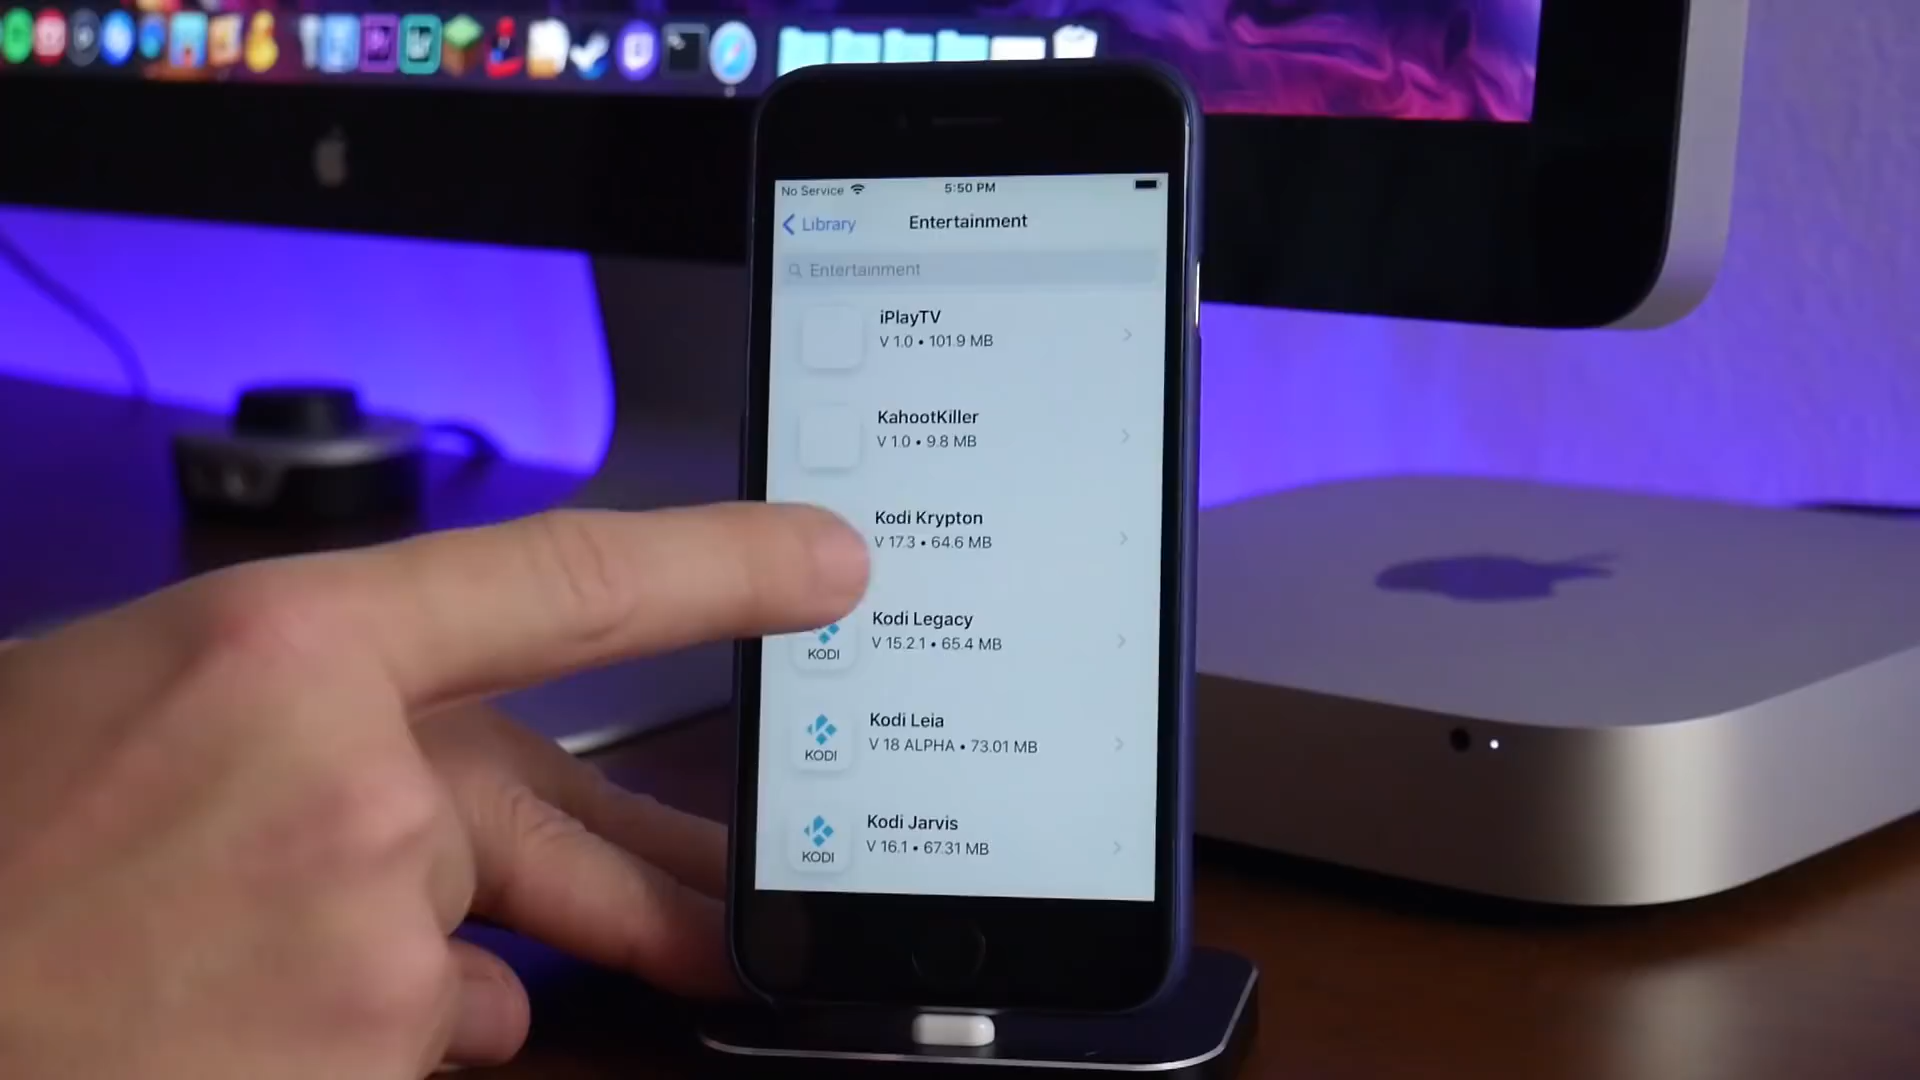 No Service
5:50 PM
Library
Entertainment
Entertainment
iPlayTV
V 1.0 • 101.9 MB
KahootKiller
V 1.0 • 9.8 MB
Kodi Krypton
V 17.3 • 64.6 MB
Kodi Legacy
V 15.2.1 • 65.4 MB
KODI
Kodi Leia
V 18 ALPHA • 73.01 MB
KODI
Kodi Jarvis
V 16.1 • 67.31 MB
KODI